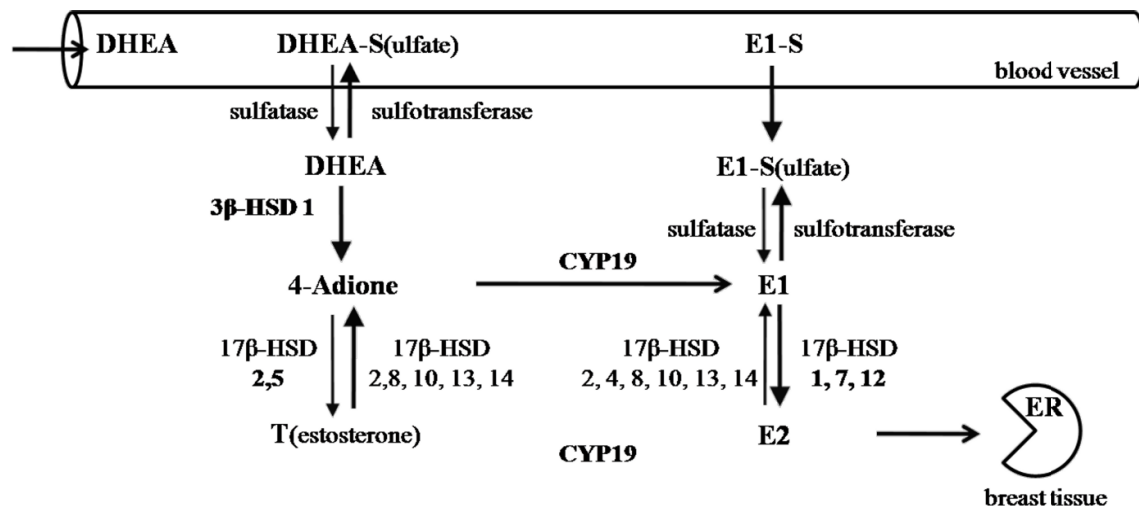 DHEA
DHEA-S(ulfate)
E1-S
blood vessel
sulfatase
sulfotransferase
DHEA
E1-S(ulfate)
3β-HSD 1
sulfatase
sulfotransferase
CYP19
4-Adione
E1
17β-HSD
2,5
17β-HSD
2,8, 10, 13, 14
17β-HSD
2, 4, 8, 10, 13, 14
17β-HSD
1, 7, 12
ER
T(estosterone)
E2
CYP19
breast tissue